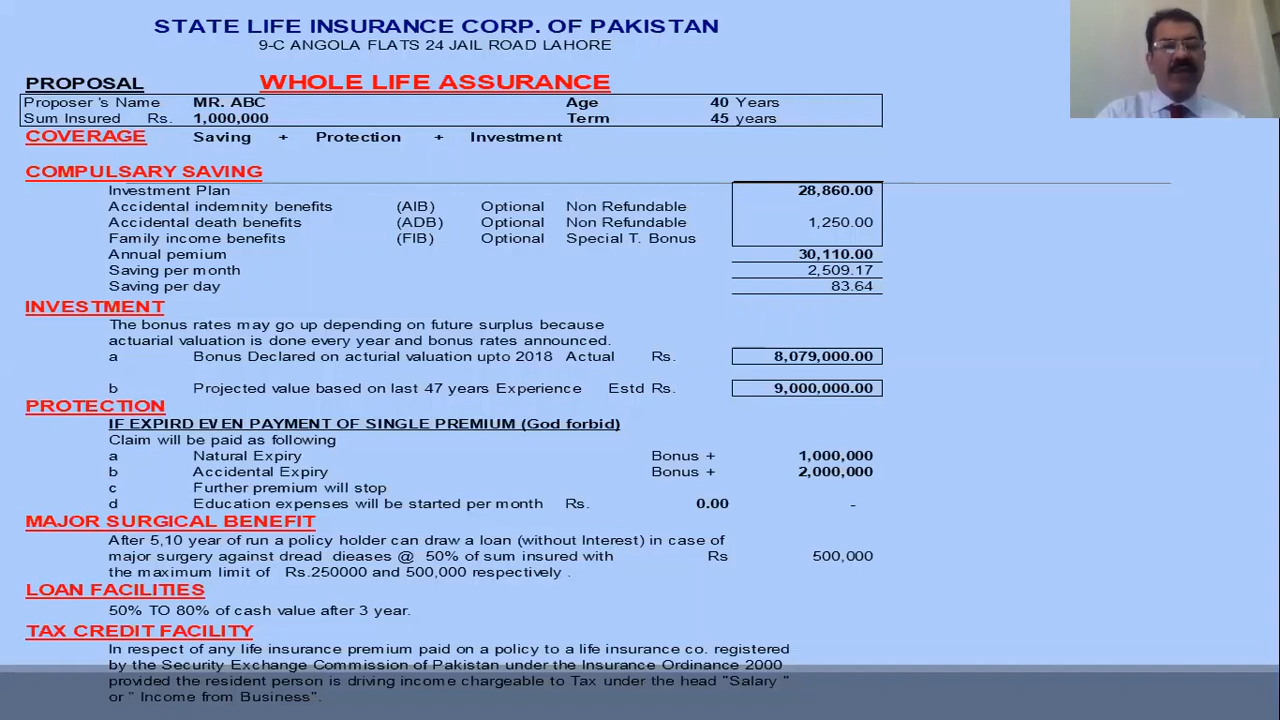 STATE LIFE INSURANCE CORP. OF PAKISTAN
9-C ANGOLA FLATS 24 JAIL ROAD LAHORE
PROPOSAL WHOLE LIFE ASSURANCE
Proposer 's Name MR. ABC Age 40 Years
Sum Insured Rs. 1,000,000 Term 45 years
COVERAGE Saving + Protection + Investment
COMPULSARY SAVING
Investment Plan 28,860.00
Accidental indemnity benefits (AIB) Optional Non Refundable
Accidental death benefits (ADB) Optional Non Refundable 1,250.00
Family income benefits (FIB) Optional Special T. Bonus
Annual pemium 30,110.00
Saving per month 2,509.17
Saving per day 83.64
INVESTMENT
The bonus rates may go up depending on future surplus because
actuarial valuation is done every year and bonus rates announced.
a Bonus Declared on acturial valuation upto 2018 Actual Rs. 8,079,000.00
b Projected value based on last 47 years Experience Estd Rs. 9,000,000.00
PROTECTION
IF EXPIRD EVEN PAYMENT OF SINGLE PREMIUM (God forbid)
Claim will be paid as following
a Natural Expiry Bonus + 1,000,000
b Accidental Expiry Bonus + 2,000,000
c Further premium will stop
d Education expenses will be started per month Rs. 0.00 -
MAJOR SURGICAL BENEFIT
After 5,10 year of run a policy holder can draw a loan (without Interest) in case of
major surgery against dread dieases @ 50% of sum insured with Rs 500,000
the maximum limit of Rs.250000 and 500,000 respectively .
LOAN FACILITIES
50% TO 80% of cash value after 3 year.
TAX CREDIT FACILITY
In respect of any life insurance premium paid on a policy to a life insurance co. registered
by the Security Exchange Commission of Pakistan under the Insurance Ordinance 2000
provided the resident person is driving income chargeable to Tax under the head "Salary "
or " Income from Business".